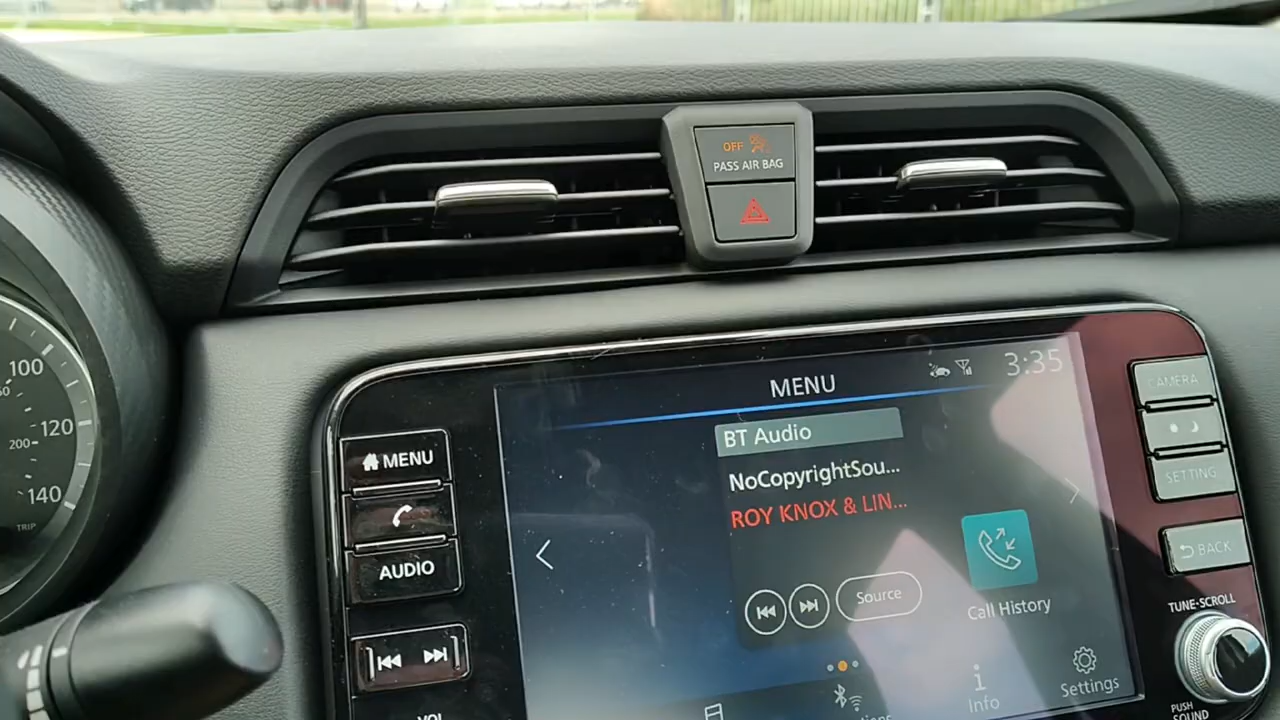 OFF
PASS AIR BAG
100
120
200
140
TRIP
MENU
3:35
BT Audio
NoCopyrightSou...
ROY KNOX & LIN...
Source
Call History
Info
Settings
MENU
AUDIO
VOL
CAMERA
SETTING
BACK
TUNE-SCROLL
PUSH
SOUND